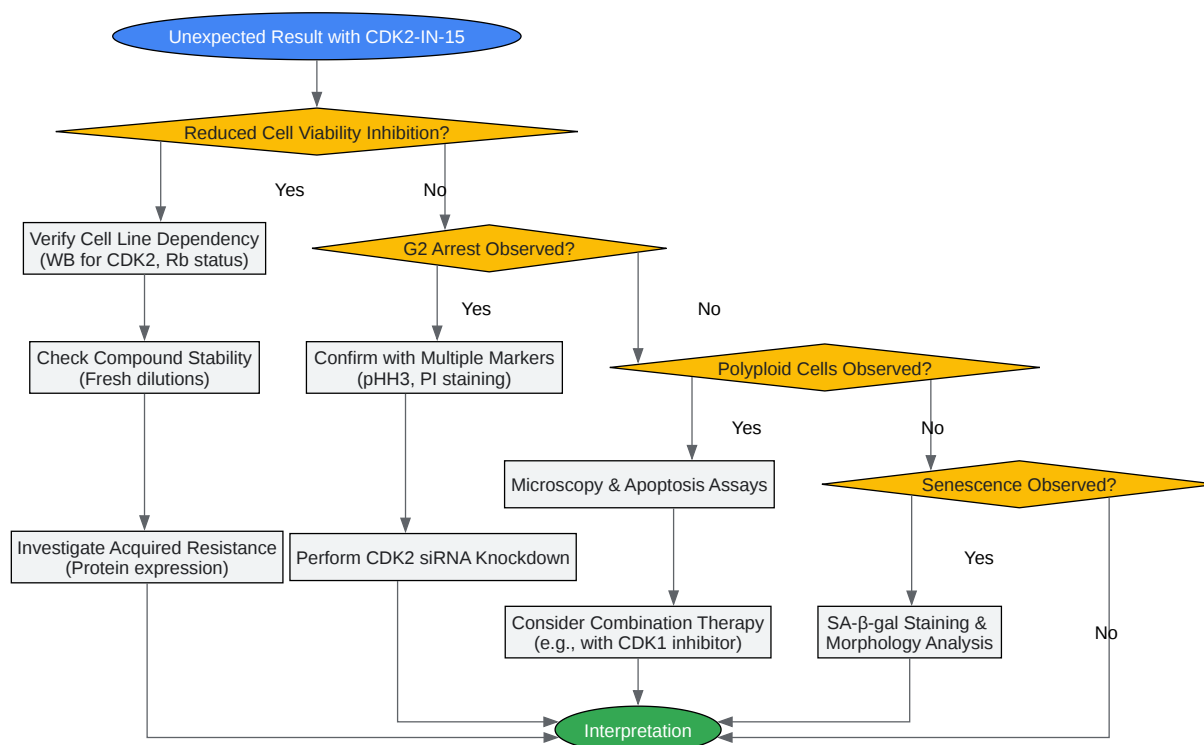 Unexpected Result with CDK2-IN-15
Reduced Cell Viability Inhibition?
Yes
No
Verify Cell Line Dependency
(WB for CDK2, Rb status)
G2 Arrest Observed?
Yes
No
Check Compound Stability
(Fresh dilutions)
Confirm with Multiple Markers
(pHH3, PI staining)
Polyploid Cells Observed?
Yes
No
Microscopy & Apoptosis Assays
Senescence Observed?
Investigate Acquired Resistance
(Protein expression)
Perform CDK2 siRNA Knockdown
Yes
No
Consider Combination Therapy
(e.g., with CDK1 inhibitor)
SA-β-gal Staining &
Morphology Analysis
Interpretation